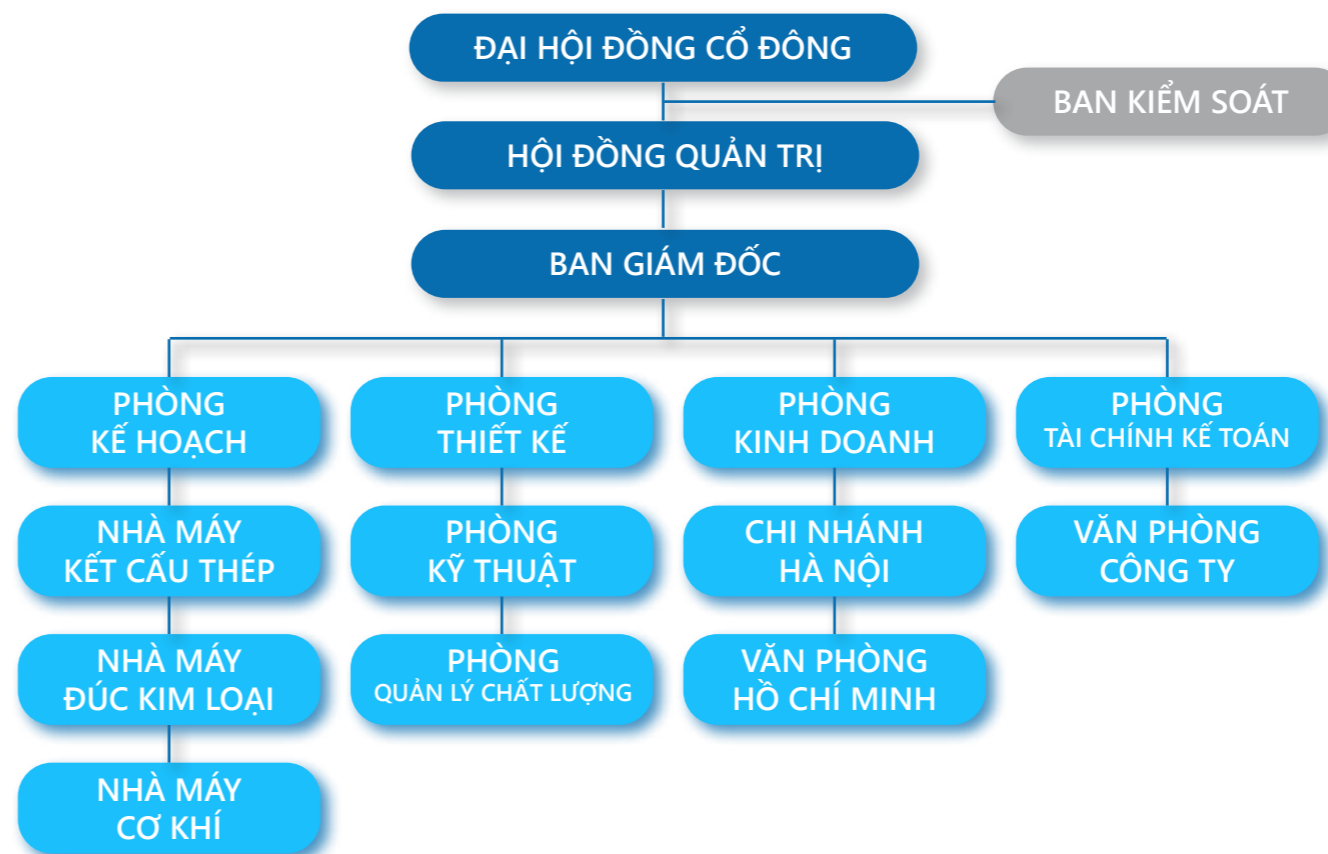 ĐẠI HỘI ĐỒNG CỔ ĐÔNG
BAN KIỂM SOÁT
HỘI ĐỒNG QUẢN TRỊ
BAN GIÁM ĐỐC
PHÒNG
KẾ HOẠCH
PHÒNG
THIẾT KẾ
PHÒNG
KINH DOANH
PHÒNG
TÀI CHÍNH KẾ TOÁN
NHÀ MÁY
KẾT CẤU THÉP
PHÒNG
KỸ THUẬT
CHI NHÁNH
HÀ NỘI
VĂN PHÒNG
CÔNG TY
NHÀ MÁY
ĐÚC KIM LOẠI
PHÒNG
QUẢN LÝ CHẤT LƯỢNG
VĂN PHÒNG
HỒ CHÍ MINH
NHÀ MÁY
CƠ KHÍ